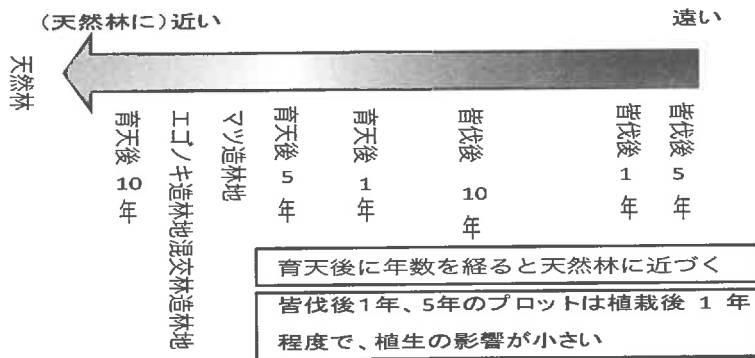 (天然林に)近い
遠い
天然林
育天後 10 年
エゴノキ造林地混交林造林地
マツ造林地
育天後 5 年
育天後 1 年
皆伐後 10 年
皆伐後 1 年
皆伐後 5 年
育天後に年数を経ると天然林に近づく
皆伐後1年、5年のプロットは植栽後 1 年
程度で、植生の影響が小さい